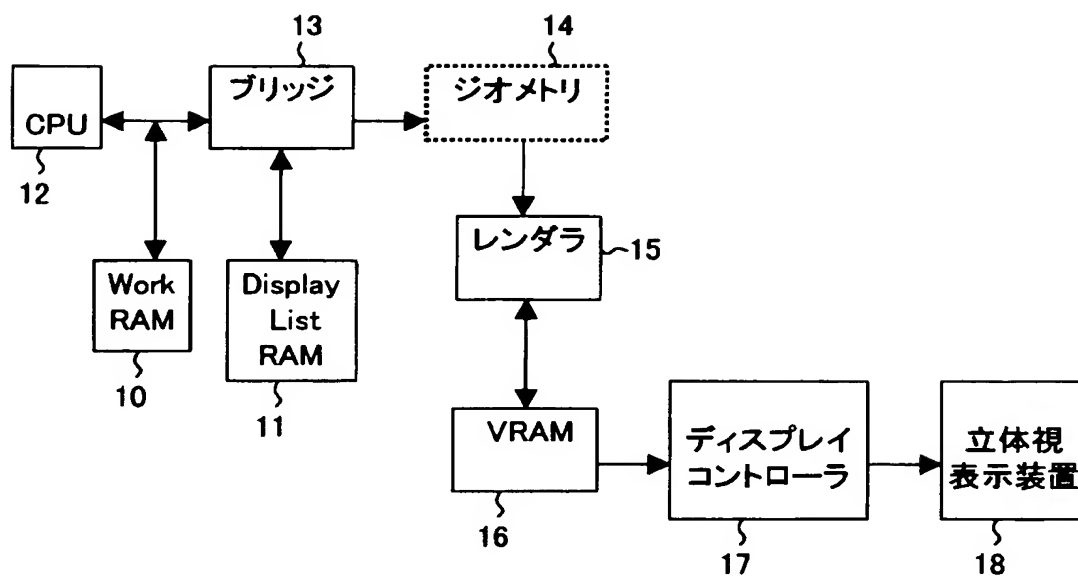 13
14
ブリッジ
ジオメトリ
CPU
12
レンダラ
15
Work
RAM
10
Display
List
RAM
11
VRAM
16
ディスプレイ
コントローラ
17
立体視
表示装置
18